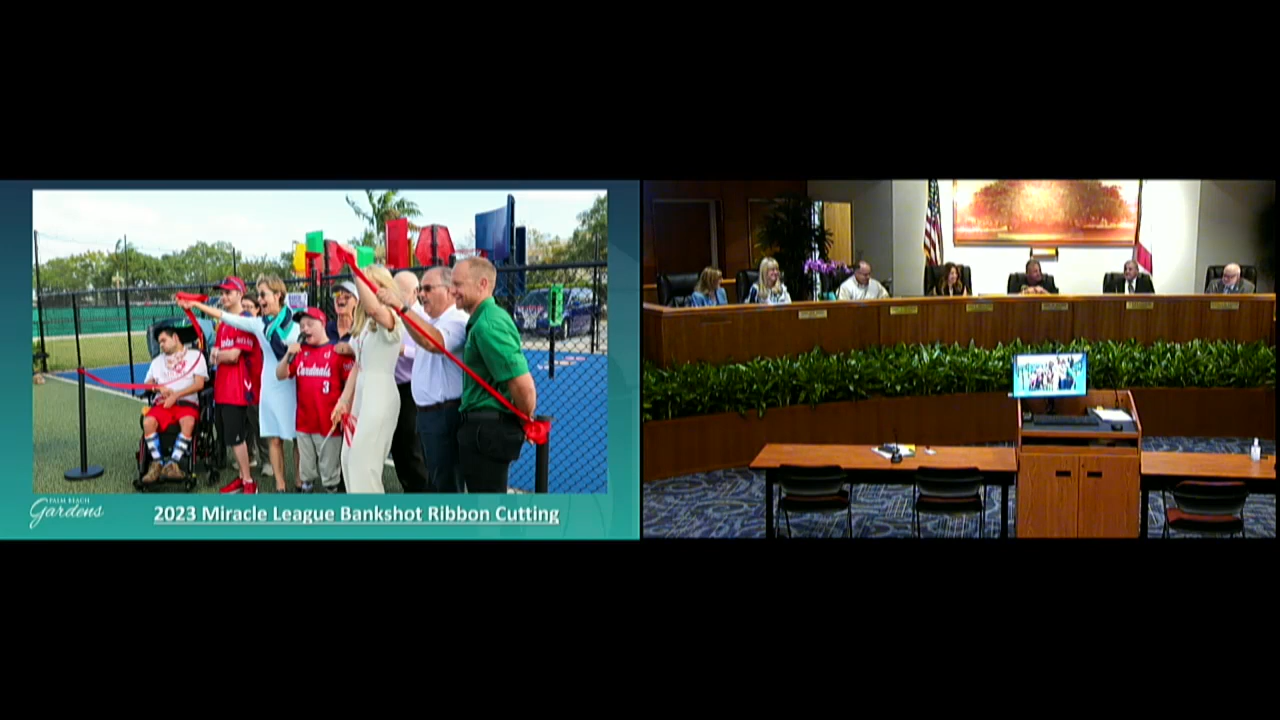 Cardinals
3
PALM BEACH
Gardens
2023 Miracle League Bankshot Ribbon Cutting